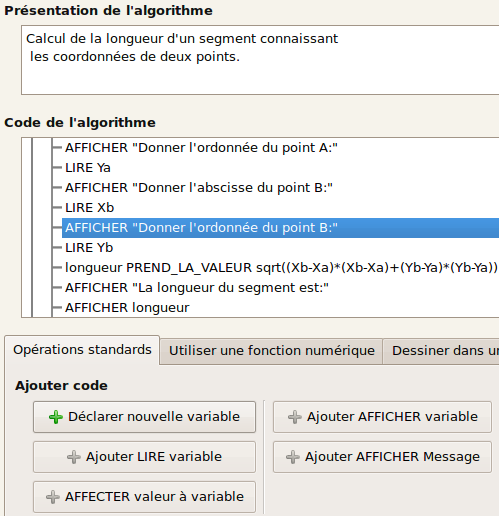 Présentation de l'algorithme
Calcul de la longueur d'un segment connaissant
les coordonnées de deux points.
Code de l'algorithme
AFFICHER "Donner l'ordonnée du point A:"
LIRE Ya
AFFICHER "Donner l'abscisse du point B:"
LIRE Xb
AFFICHER "Donner l'ordonnée du point B:"
LIRE Yb
longueur PREND_LA_VALEUR sqrt((Xb-Xa)*(Xb-Xa)+(Yb-Ya)*(Yb-Ya))
AFFICHER "La longueur du segment est:"
AFFICHER longueur
Opérations standards Utiliser une fonction numérique Dessiner dans un
Ajouter code
Déclarer nouvelle variable Ajouter AFFICHER variable
Ajouter LIRE variable Ajouter AFFICHER Message
AFFECTER valeur à variable